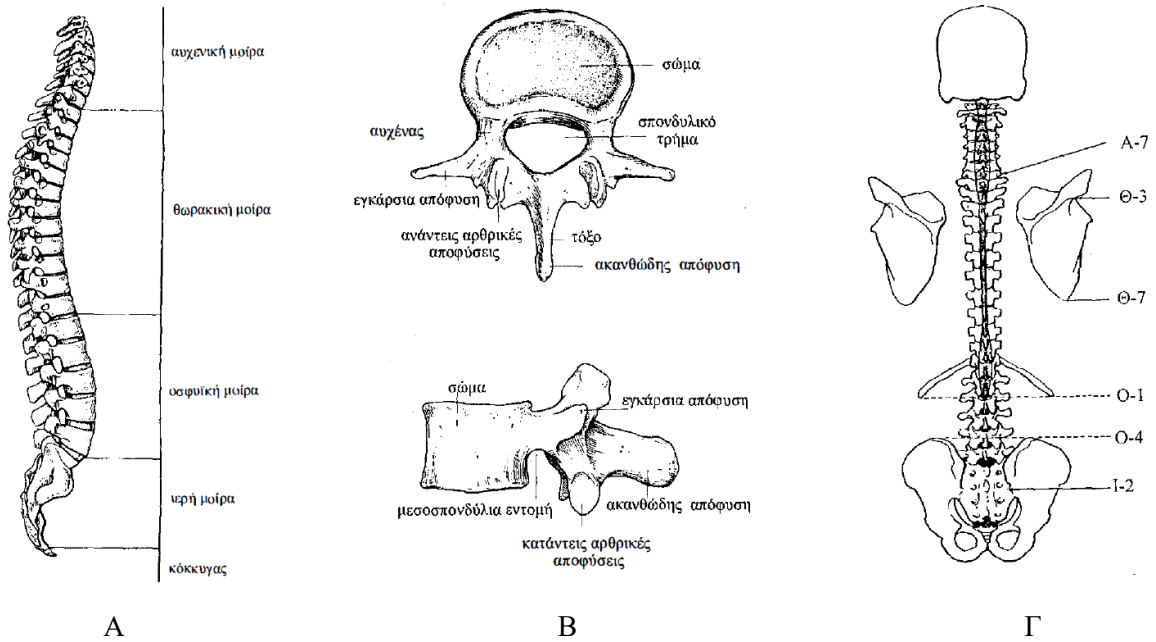 αυχενική μοίρα
θωρακική μοίρα
οσφυϊκή μοίρα
ιερή μοίρα
κόκκυγας
Α
σώμα
αυχένας
σπονδυλικό
τρήμα
εγκάρσια απόφυση
ανάντεις αρθρικές
αποφύσεις
τόξο
ακανθώδης απόφυση
σώμα
εγκάρσια απόφυση
μεσοσπονδύλια εντομή
ακανθώδης απόφυση
κατάντεις αρθρικές
αποφύσεις
Β
Α-7
Θ-3
Θ-7
Ο-1
Ο-4
Ι-2
Γ